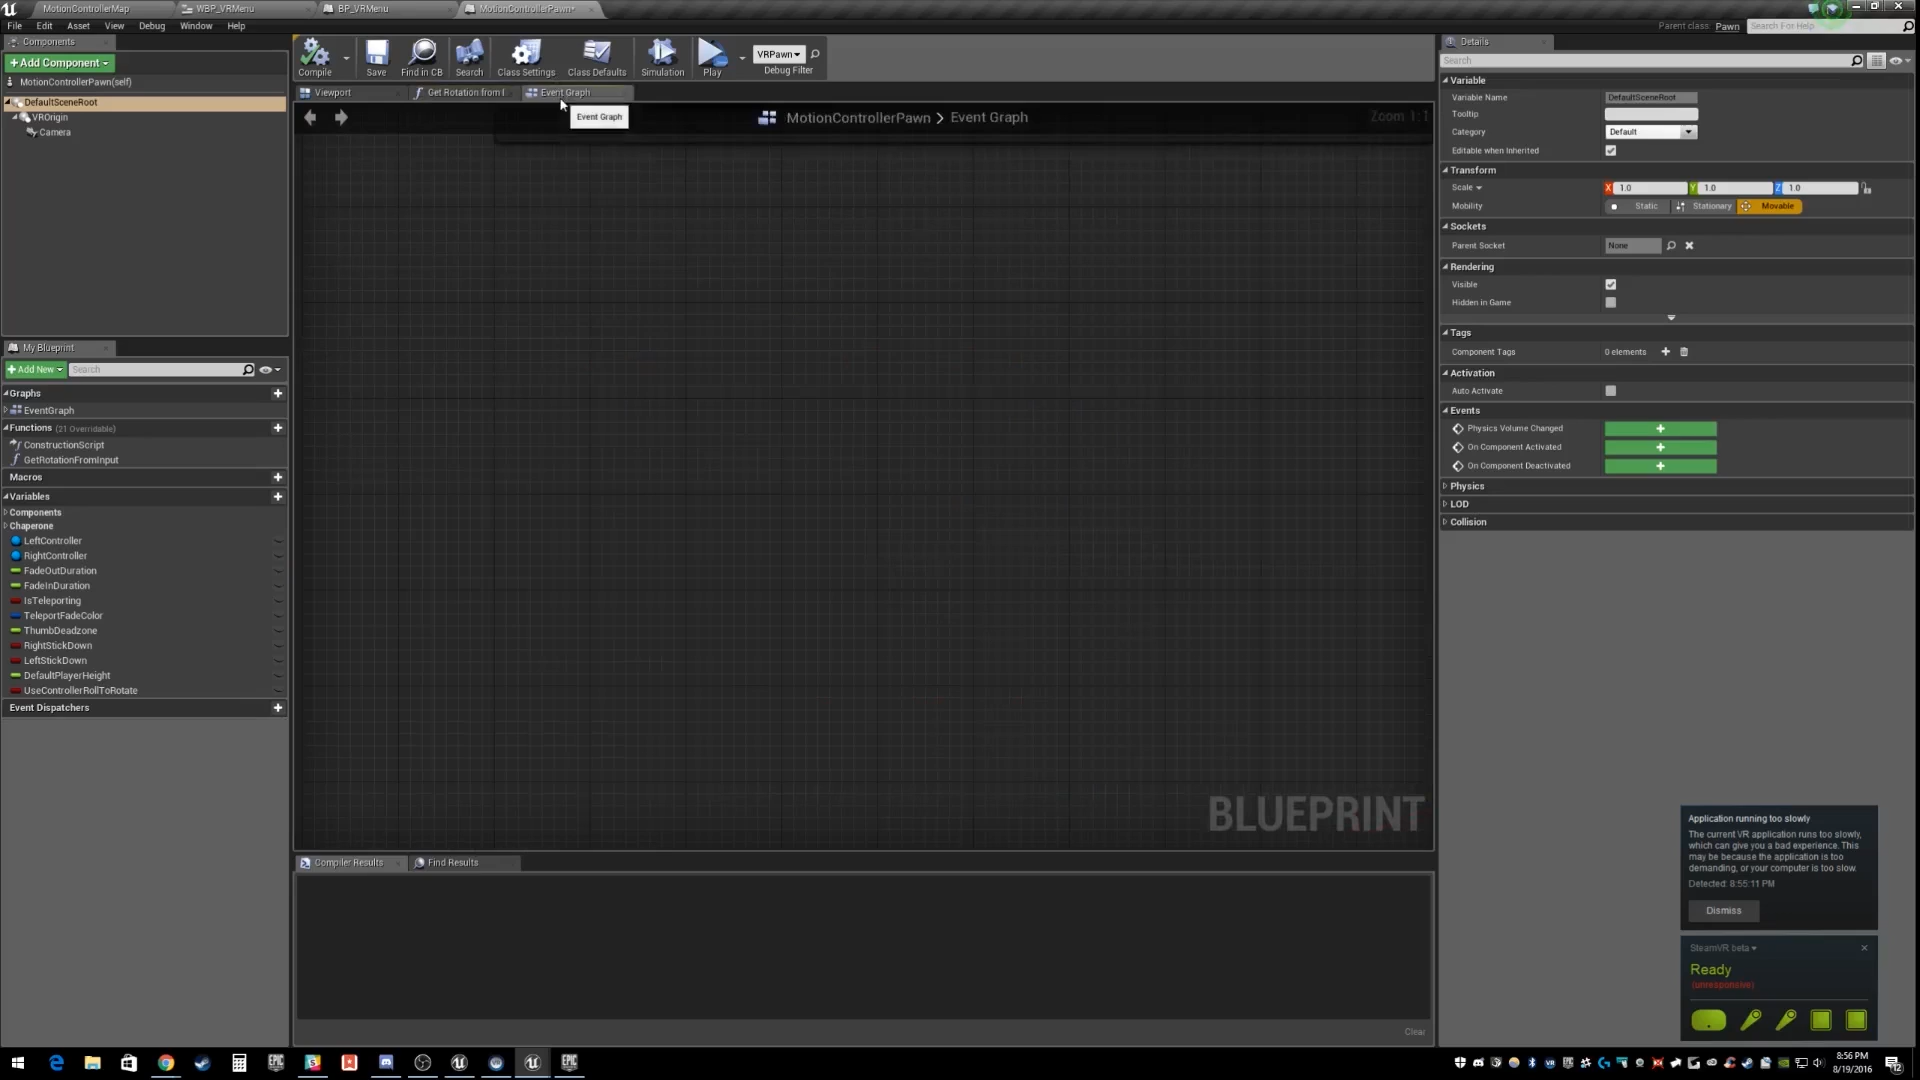 MotionControllerMap
WBP_VRMenu
BP_VRMenu
MotionControllerPawn*
File Edit Asset View Debug Window Help
Parent class: Pawn
Search For Help
Components
+Add Component
MotionControllerPawn(self)
DefaultSceneRoot
VROrigin
Camera
My Blueprint
+Add New
Search
Graphs
EventGraph
Functions (21 Overridable)
ConstructionScript
GetRotationFromInput
Macros
Variables
Components
Chaperone
LeftController
RightController
FadeOutDuration
FadeInDuration
IsTeleporting
TeleportFadeColor
ThumbDeadzone
RightStickDown
LeftStickDown
DefaultPlayerHeight
UseControllerRollToRotate
Event Dispatchers
Compile
Save
Find in CB
Search
Class Settings
Class Defaults
Simulation
Play
VRPawn
Debug Filter
Viewport
Get Rotation from I
Event Graph
Event Graph
MotionControllerPawn > Event Graph
Zoom 1:1
BLUEPRINT
Compiler Results
Find Results
Clear
Details
Search
Variable
Variable Name DefaultSceneRoot
Tooltip
Category Default
Editable when Inherited
Transform
Scale X 1.0 Y 1.0 Z 1.0
Mobility Static Stationary Movable
Sockets
Parent Socket None
Rendering
Visible
Hidden in Game
Tags
Component Tags 0 elements
Activation
Auto Activate
Events
Physics Volume Changed
On Component Activated
On Component Deactivated
Physics
LOD
Collision
Application running too slowly
The current VR application runs too slowly,
which can give you a bad experience. This
may be because the application is too
demanding, or your computer is too slow.
Detected: 8:55:11 PM
Dismiss
SteamVR beta
Ready
(unresponsive)
8:56 PM
8/19/2016